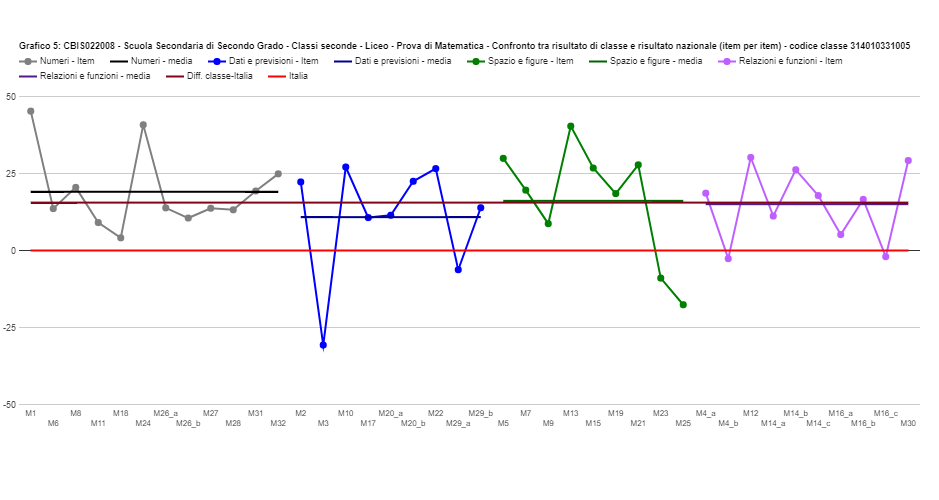 Grafico 5: CBIS022008 - Scuola Secondaria di Secondo Grado - Classi seconde - Liceo - Prova di Matematica - Confronto tra risultato di classe e risultato nazionale (item per item) - codice classe 314010331005
Numeri - Item Numeri - media Dati e previsioni - Item Dati e previsioni - media Spazio e figure - Item Spazio e figure - media Relazioni e funzioni - Item
Relazioni e funzioni - media Diff. classe-Italia Italia
50
25
0
-25
-50
M1 M8 M18 M26_a M27 M31 M2 M10 M20_a M22 M29_b M7 M13 M19 M23 M4_a M12 M14_b M16_a M16_c
M6 M11 M24 M26_b M28 M32 M3 M17 M20_b M29_a M5 M9 M15 M21 M25 M4_b M14_a M14_c M16_b M30